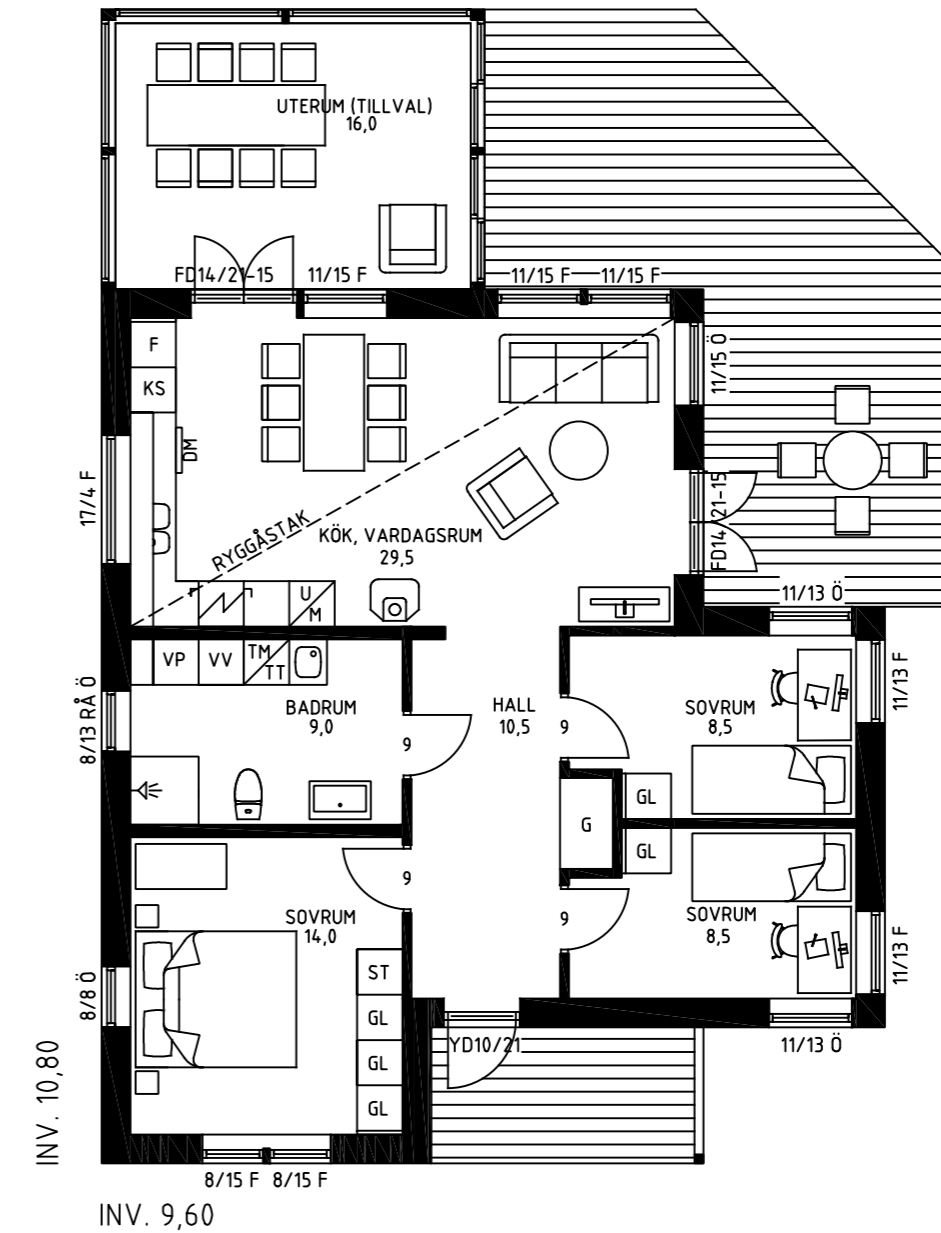 UTERUM (TILLVAL)
16,0
FD14/21-15
11/15 F
11/15 F
11/15 F
F
KS
11/15 Ö
DM
17/4 F
FD14/21-15
RYGGÅSTAK
KÖK, VARDAGSRUM
29,5
U
M
11/13 Ö
VP
VV
TM
TT
8/13 RÅ Ö
BADRUM
9,0
HALL
10,5
SOVRUM
8,5
11/13 F
9
9
GL
G
GL
9
9
SOVRUM
14,0
SOVRUM
8,5
11/13 F
8/8 Ö
ST
GL
GL
GL
YD10/21
11/13 Ö
INV. 10,80
8/15 F
8/15 F
INV. 9,60